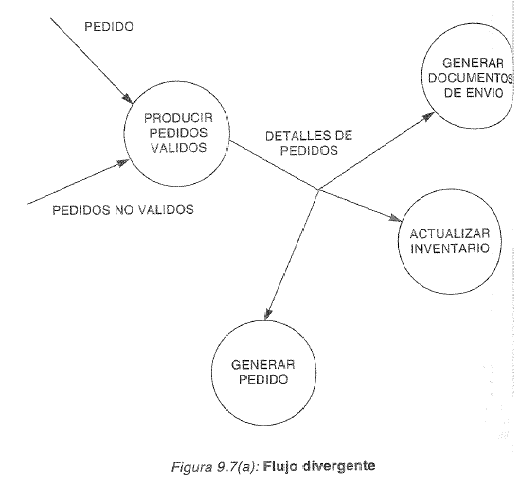 PEDIDO
GENERAR
DOCUMENTOS
DE ENVIO
PRODUCIR
PEDIDOS
VALIDOS
DETALLES DE
PEDIDOS
PEDIDOS NO VALIDOS
ACTUALIZAR
INVENTARIO
GENERAR
PEDIDO
Figura 9.7(a): Flujo divergente